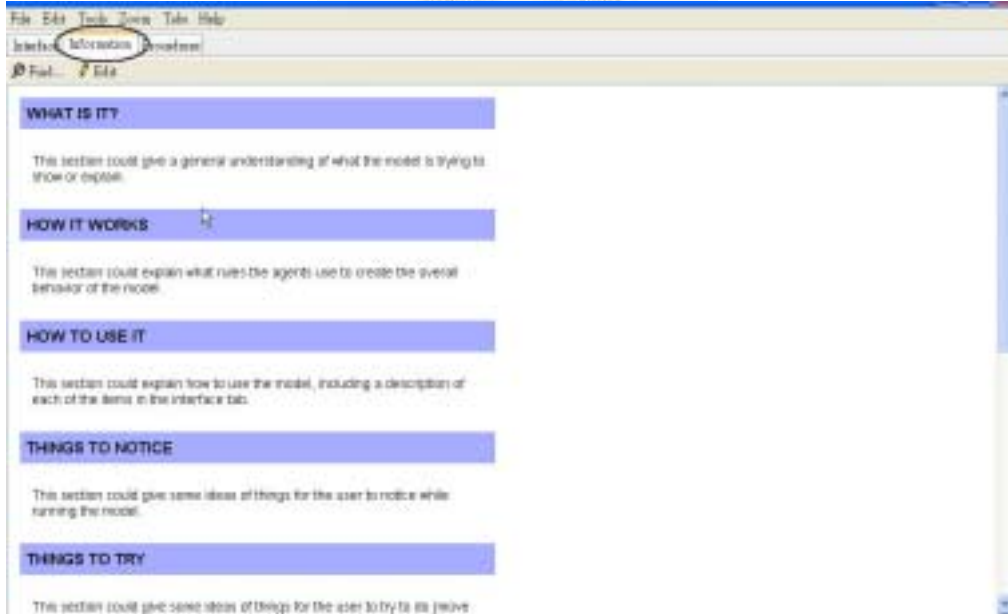 File Edit Tools Zoom Tabs Help
Interface Information Procedures
Find... Edit
WHAT IS IT?
This section could give a general understanding of what the model is trying to
show or explain.
HOW IT WORKS
This section could explain what rules the agents use to create the overall
behavior of the model.
HOW TO USE IT
This section could explain how to use the model, including a description of
each of the items in the interface tab.
THINGS TO NOTICE
This section could give some ideas of things for the user to notice while
running the model.
THINGS TO TRY
This section could give some ideas of things for the user to try to do (move